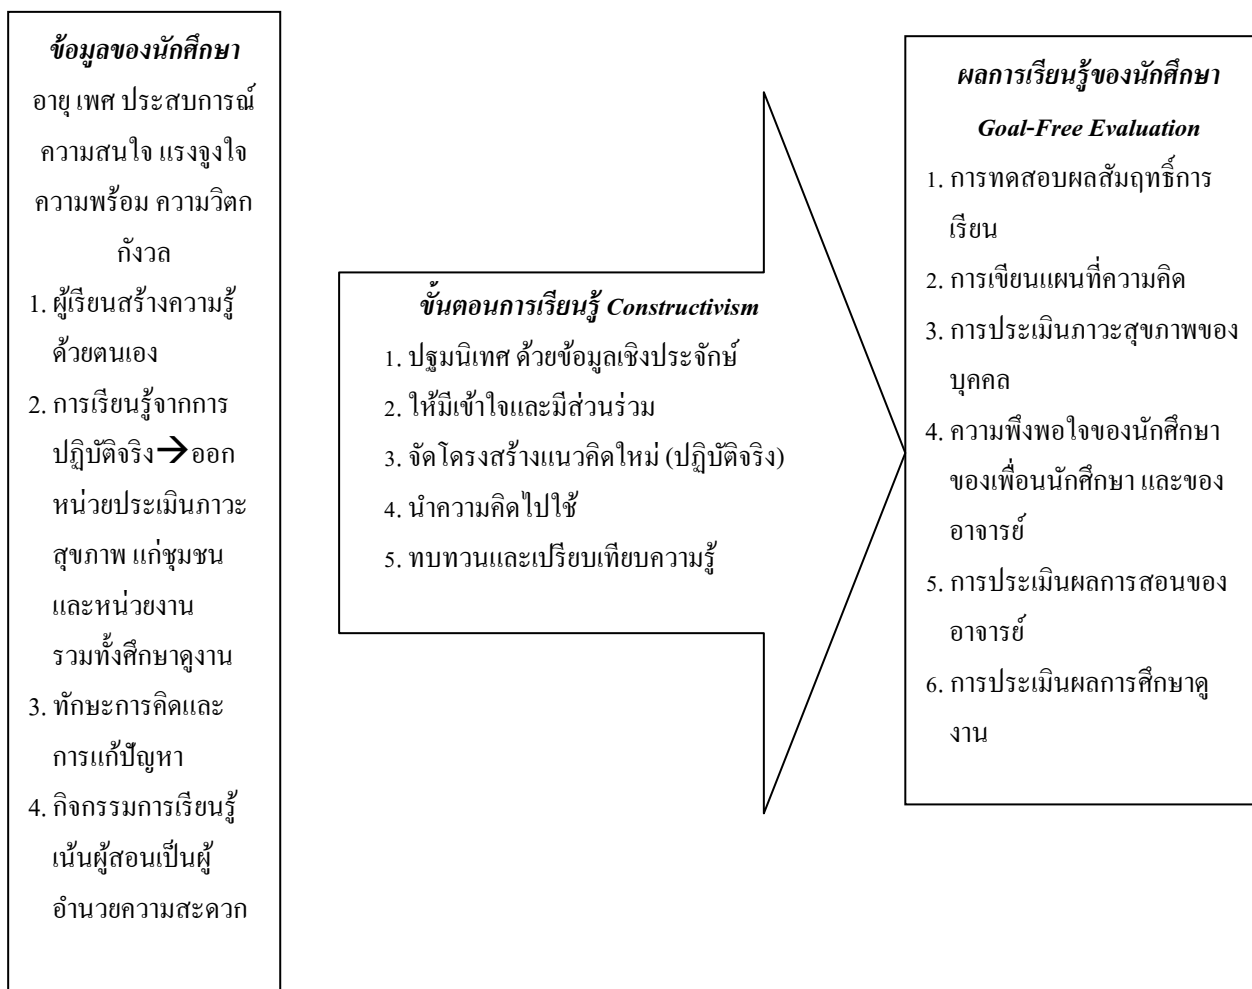 ข้อมูลของนักศึกษา
อายุ เพศ ประสบการณ์
ความสนใจ แรงจูงใจ
ความพร้อม ความวิตก
กังวล
1. ผู้เรียนสร้างความรู้
ด้วยตนเอง
2. การเรียนรู้จากการ
ปฏิบัติจริง→ออก
หน่วยประเมินภาวะ
สุขภาพ แก่ชุมชน
และหน่วยงาน
รวมทั้งศึกษาดูงาน
3. ทักษะการคิดและ
การแก้ปัญหา
4. กิจกรรมการเรียนรู้
เน้นผู้สอนเป็นผู้
อำนวยความสะดวก
ขั้นตอนการเรียนรู้ Constructivism
1. ปฐมนิเทศ ด้วยข้อมูลเชิงประจักษ์
2. ให้มีเข้าใจและมีส่วนร่วม
3. จัดโครงสร้างแนวคิดใหม่ (ปฏิบัติจริง)
4. นำความคิดไปใช้
5. ทบทวนและเปรียบเทียบความรู้
ผลการเรียนรู้ของนักศึกษา
Goal-Free Evaluation
1. การทดสอบผลสัมฤทธิ์การ
เรียน
2. การเขียนแผนที่ความคิด
3. การประเมินภาวะสุขภาพของ
บุคคล
4. ความพึงพอใจของนักศึกษา
ของเพื่อนนักศึกษา และของ
อาจารย์
5. การประเมินผลการสอนของ
อาจารย์
6. การประเมินผลการศึกษาดู
งาน